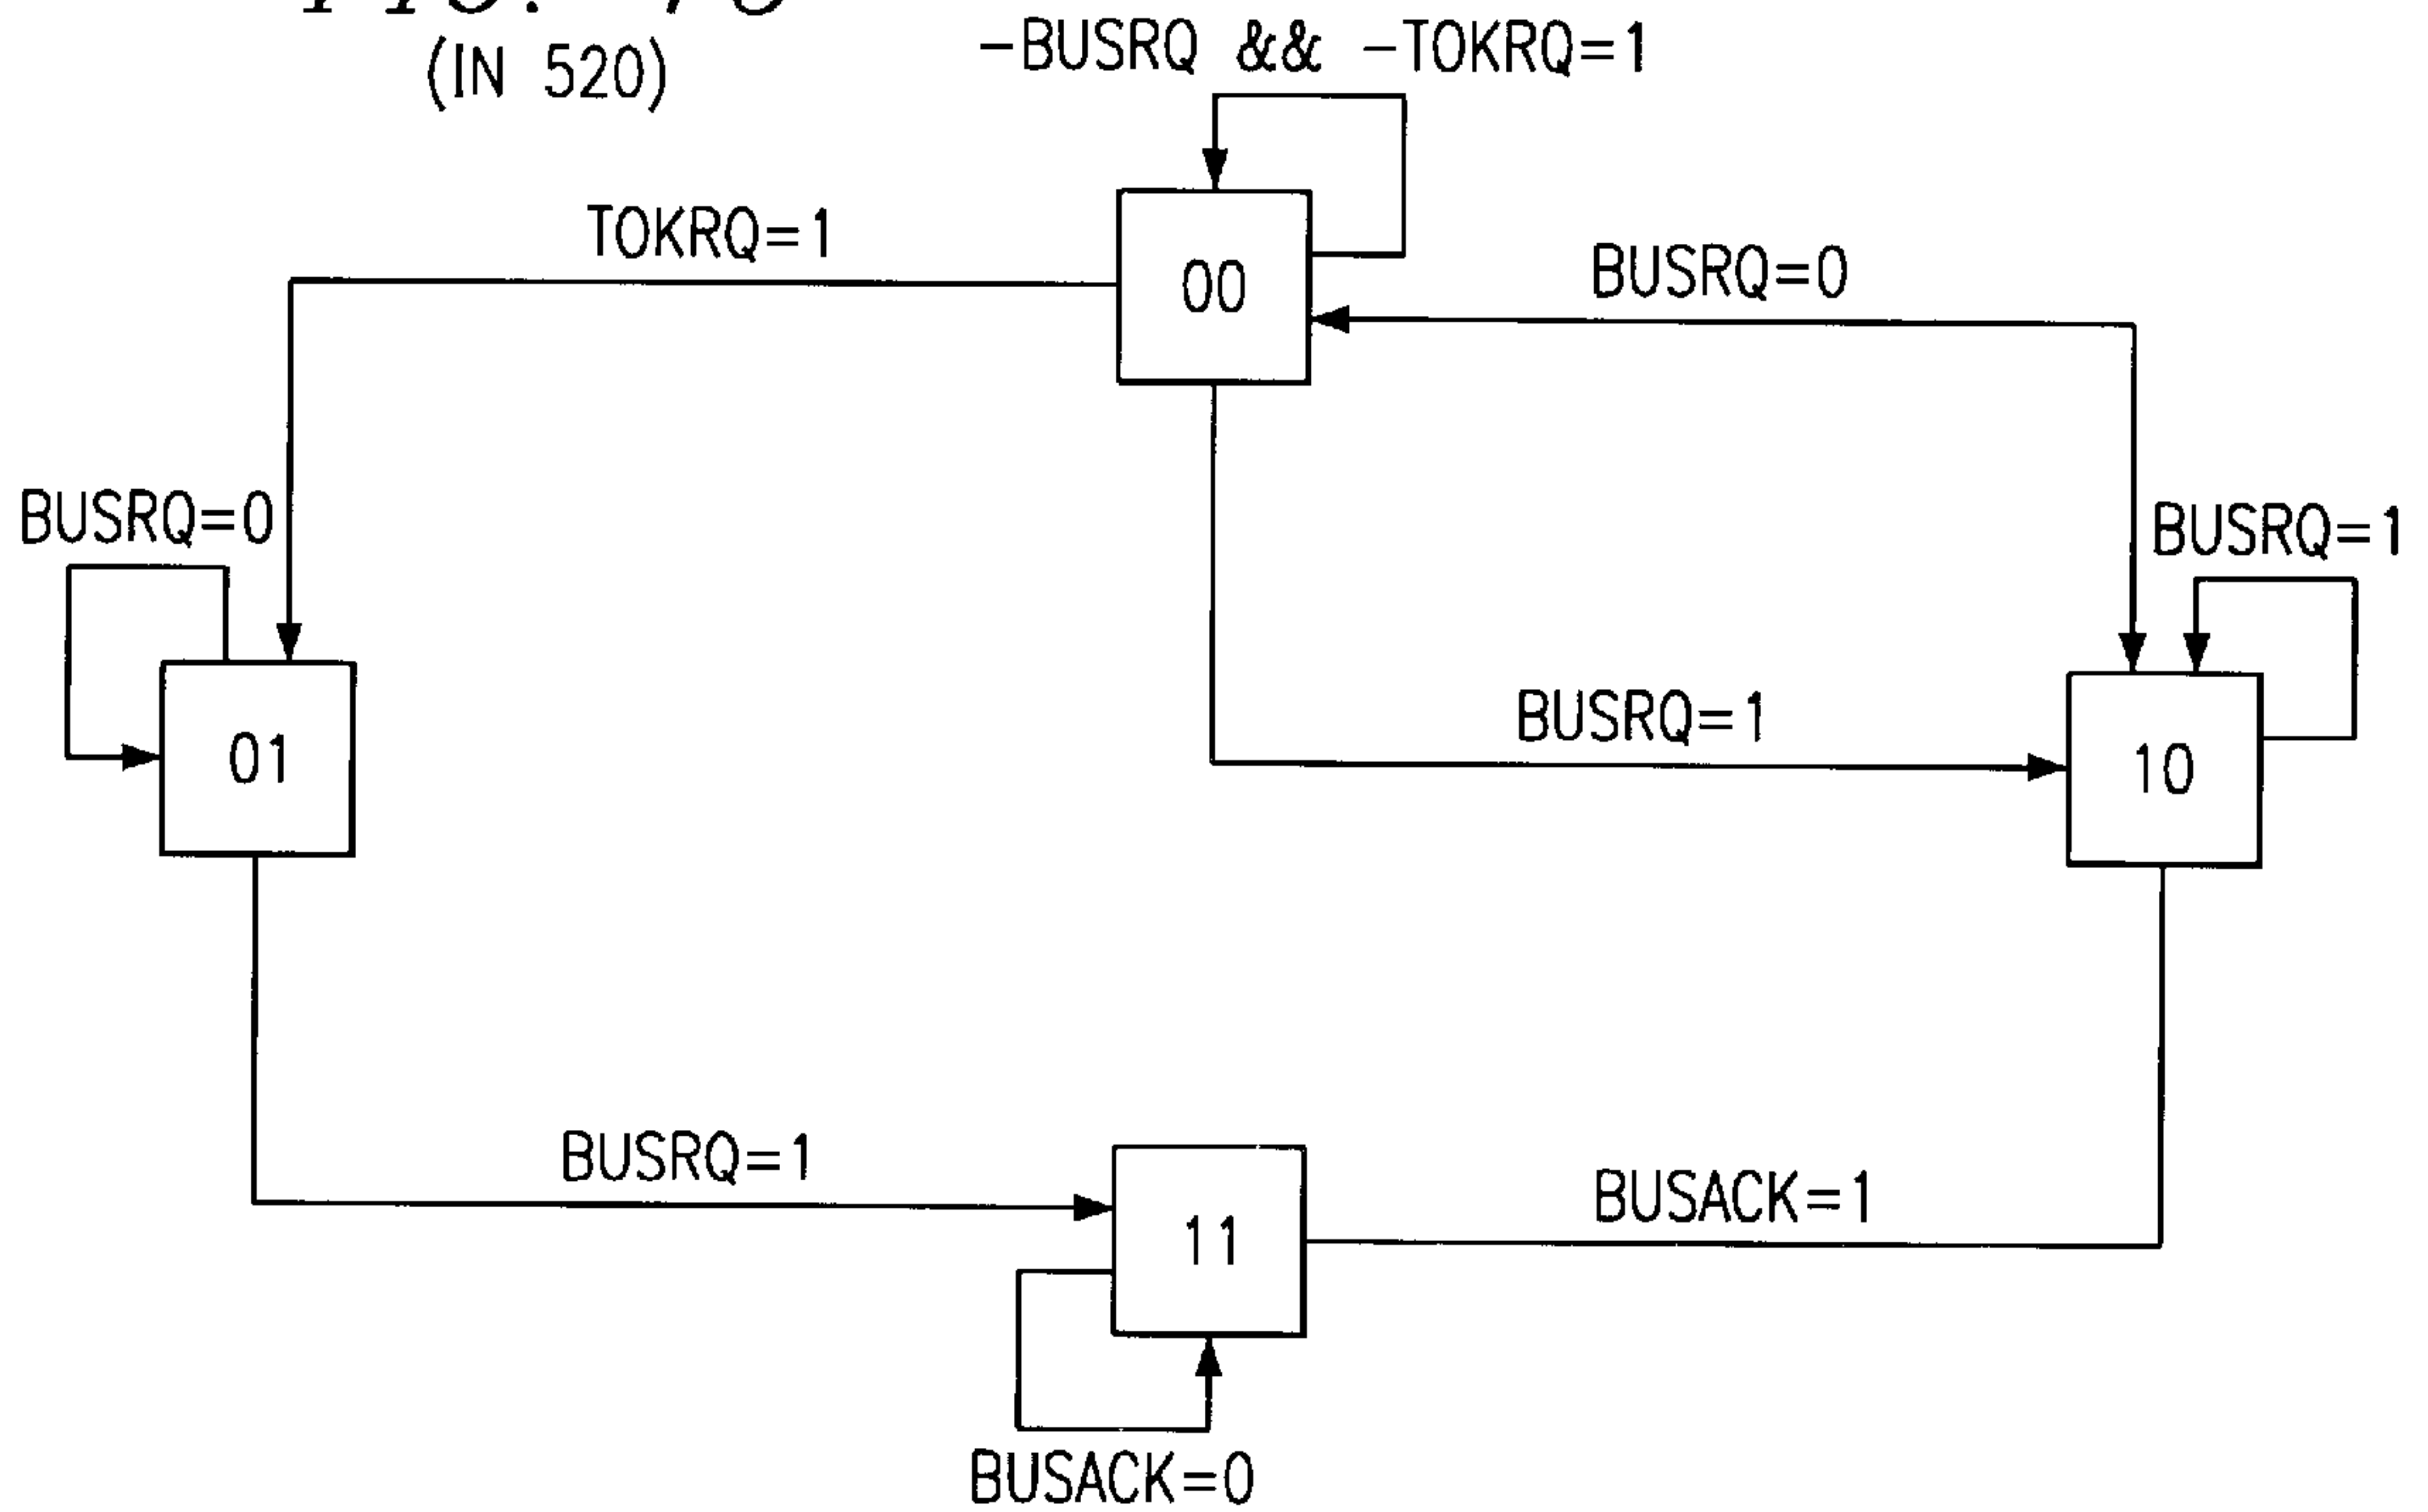 (IN 520)
-BUSRQ && -TOKRQ=1
TOKRQ=1
00
BUSRQ=0
BUSRQ=0
BUSRQ=1
01
BUSRQ=1
10
BUSRQ=1
11
BUSACK=1
BUSACK=0